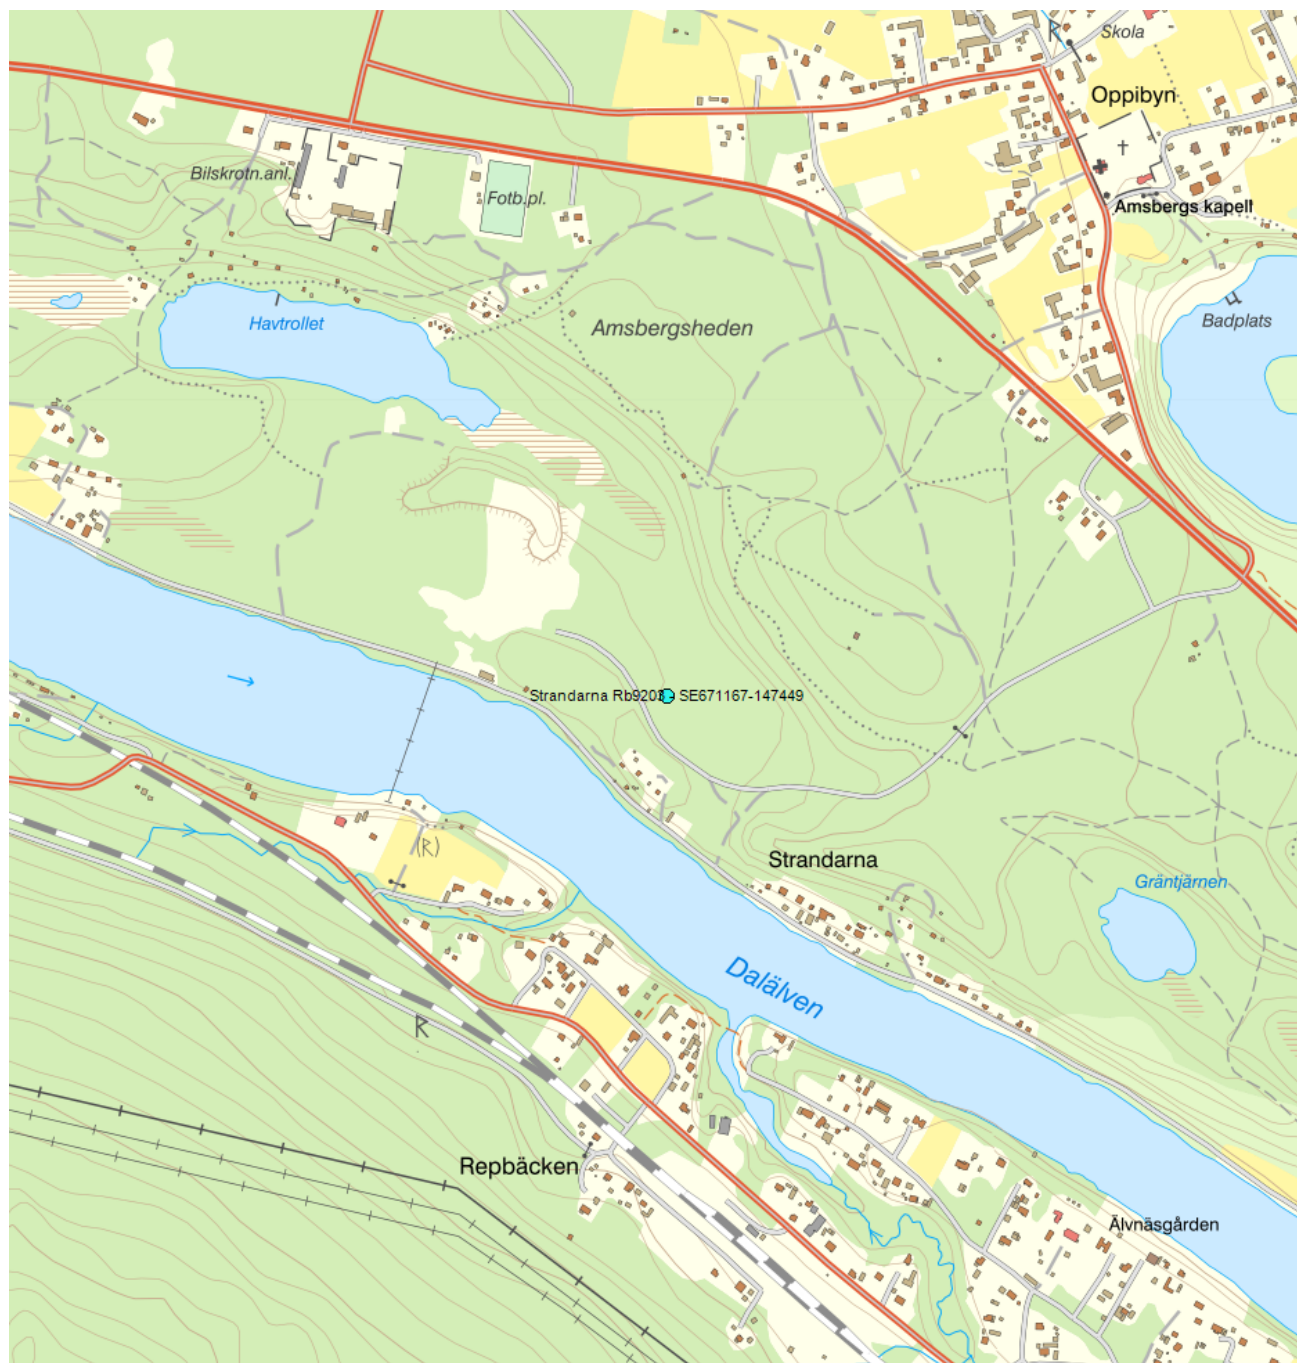 Skola
R
Oppibyn
Bilskrotn.anl.
Fotb.pl.
Amsbergs kapell
Havtrollet
Amsbergsheden
Badplats
Strandarna Rb9203 - SE671167-147449
(R)
Strandarna
Gräntjärnen
Dalälven
R
Repbäcken
Älvnäsgården